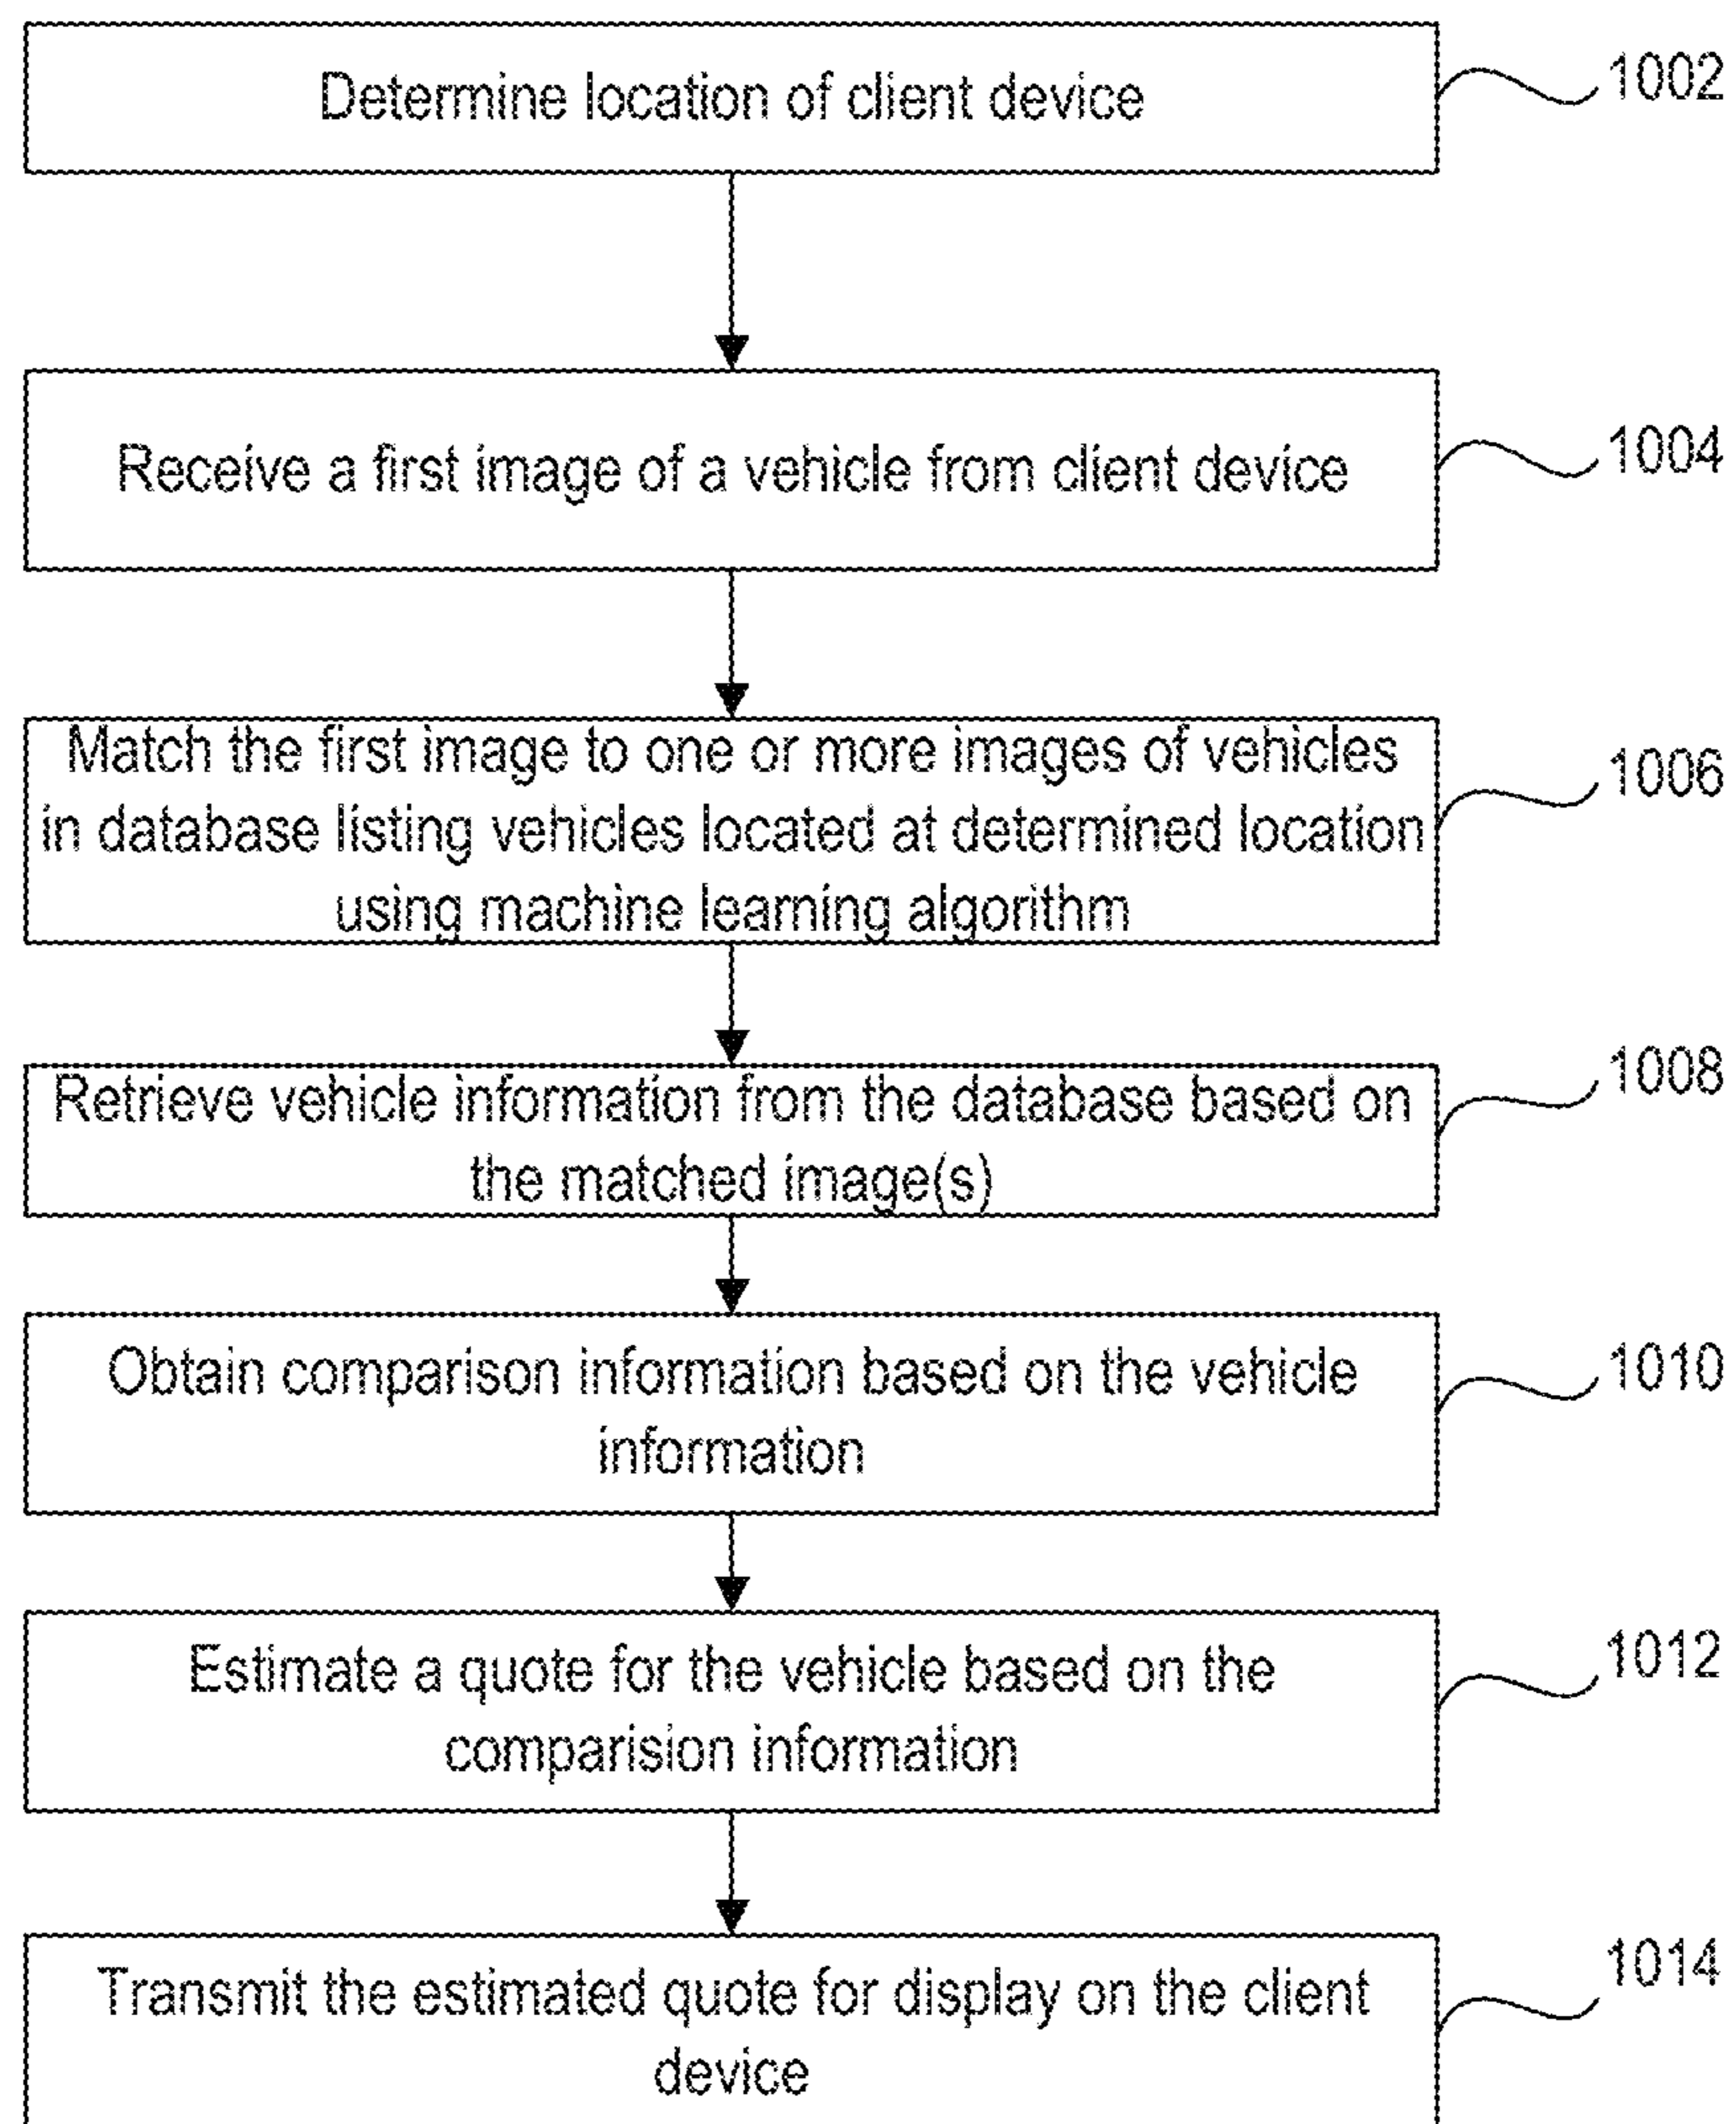 Determine location of client device
1002
Receive a first image of a vehicle from client device
1004
Match the first image to one or more images of vehicles
in database listing vehicles located at determined location
using machine learning algorithm
1006
Retrieve vehicle information from the database based on
the matched image(s)
1008
Obtain comparison information based on the vehicle
information
1010
Estimate a quote for the vehicle based on the
comparision information
1012
Transmit the estimated quote for display on the client
device
1014